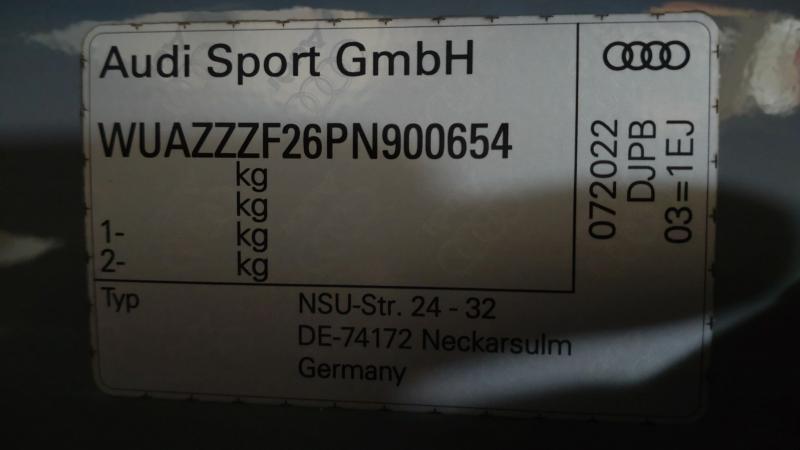 Audi Sport GmbH
WUAZZZF26PN900654
kg
kg
1- kg
2- kg
Typ
NSU-Str. 24 - 32
DE-74172 Neckarsulm
Germany
072022
DJPB
03=1EJ